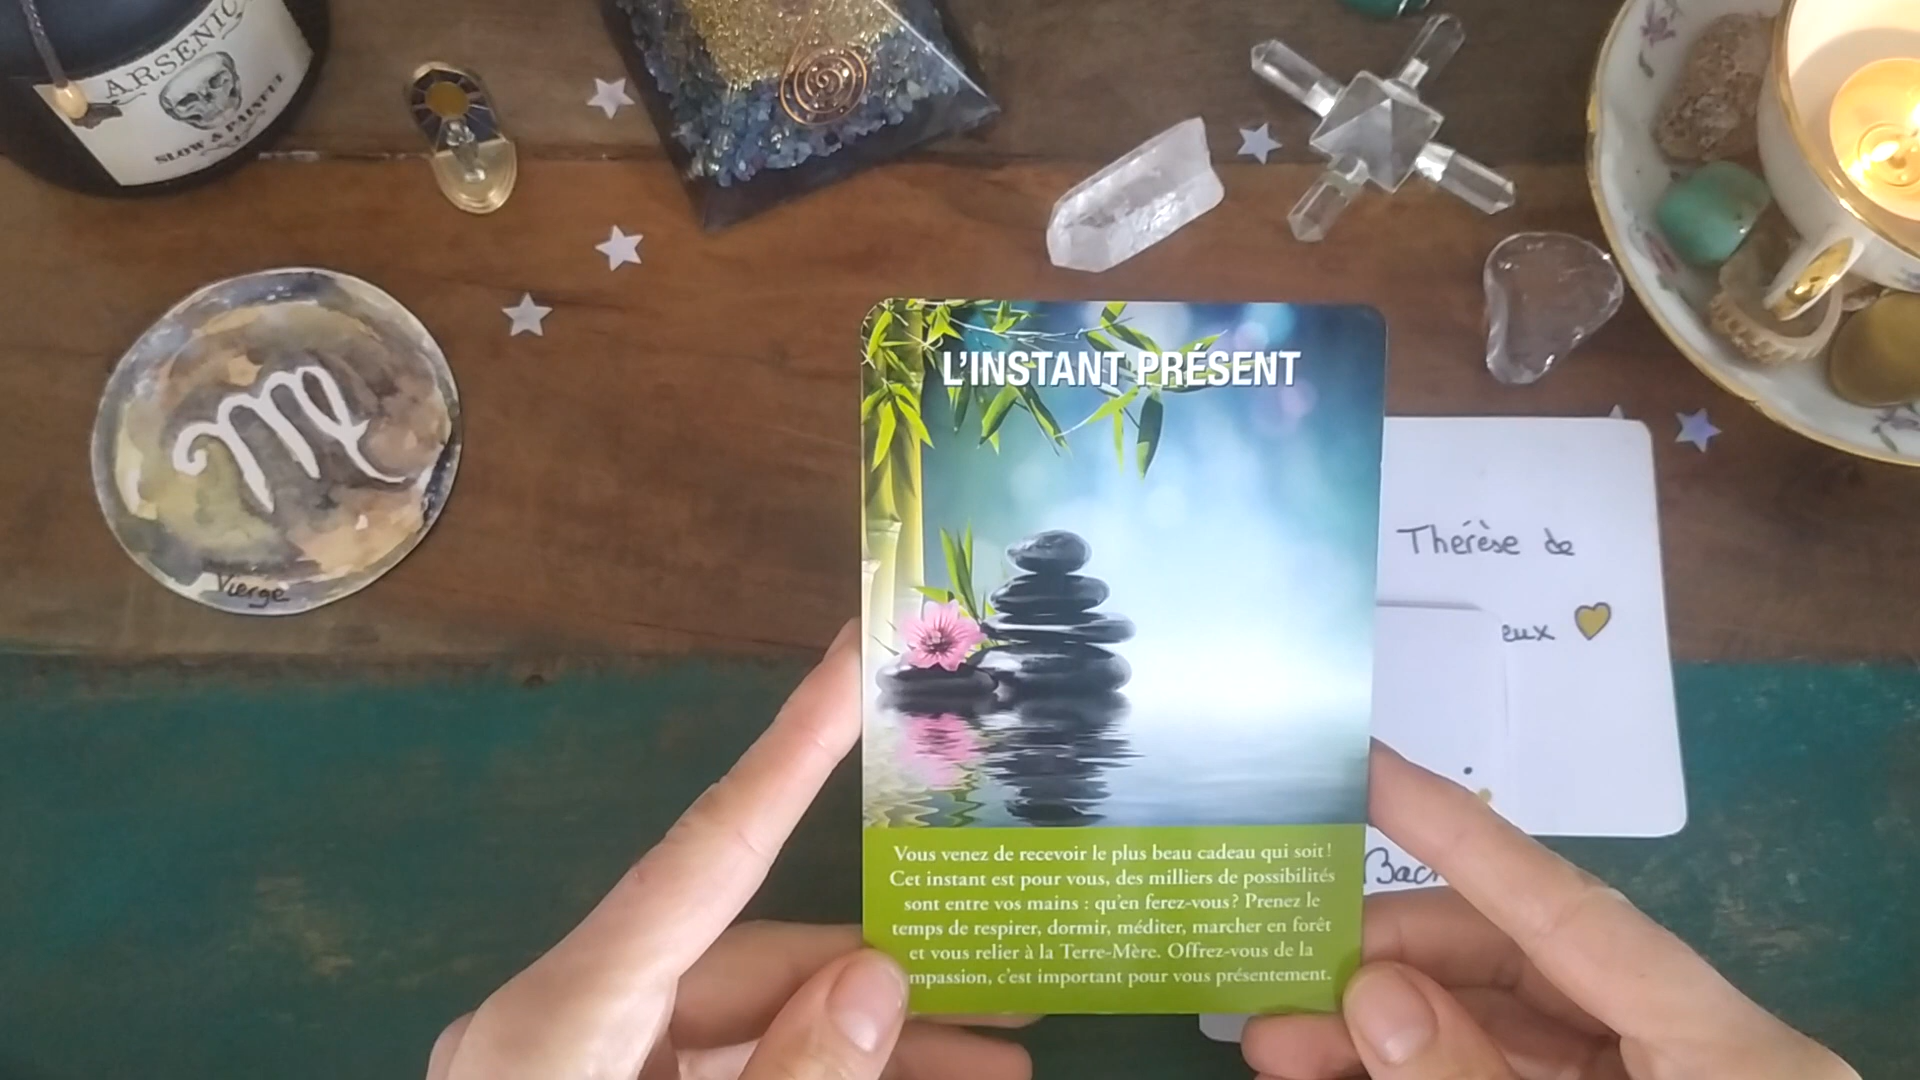 ARSENIC
SLOW & PAINFUL
Vierge
L'INSTANT PRÉSENT
Vous venez de recevoir le plus beau cadeau qui soit !
Cet instant est pour vous, des milliers de possibilités
sont entre vos mains : qu'en ferez-vous ? Prenez le
temps de respirer, dormir, méditer, marcher en forêt
et vous relier à la Terre-Mère. Offrez-vous de la
c'est important pour vous présentement.
Thérèse de